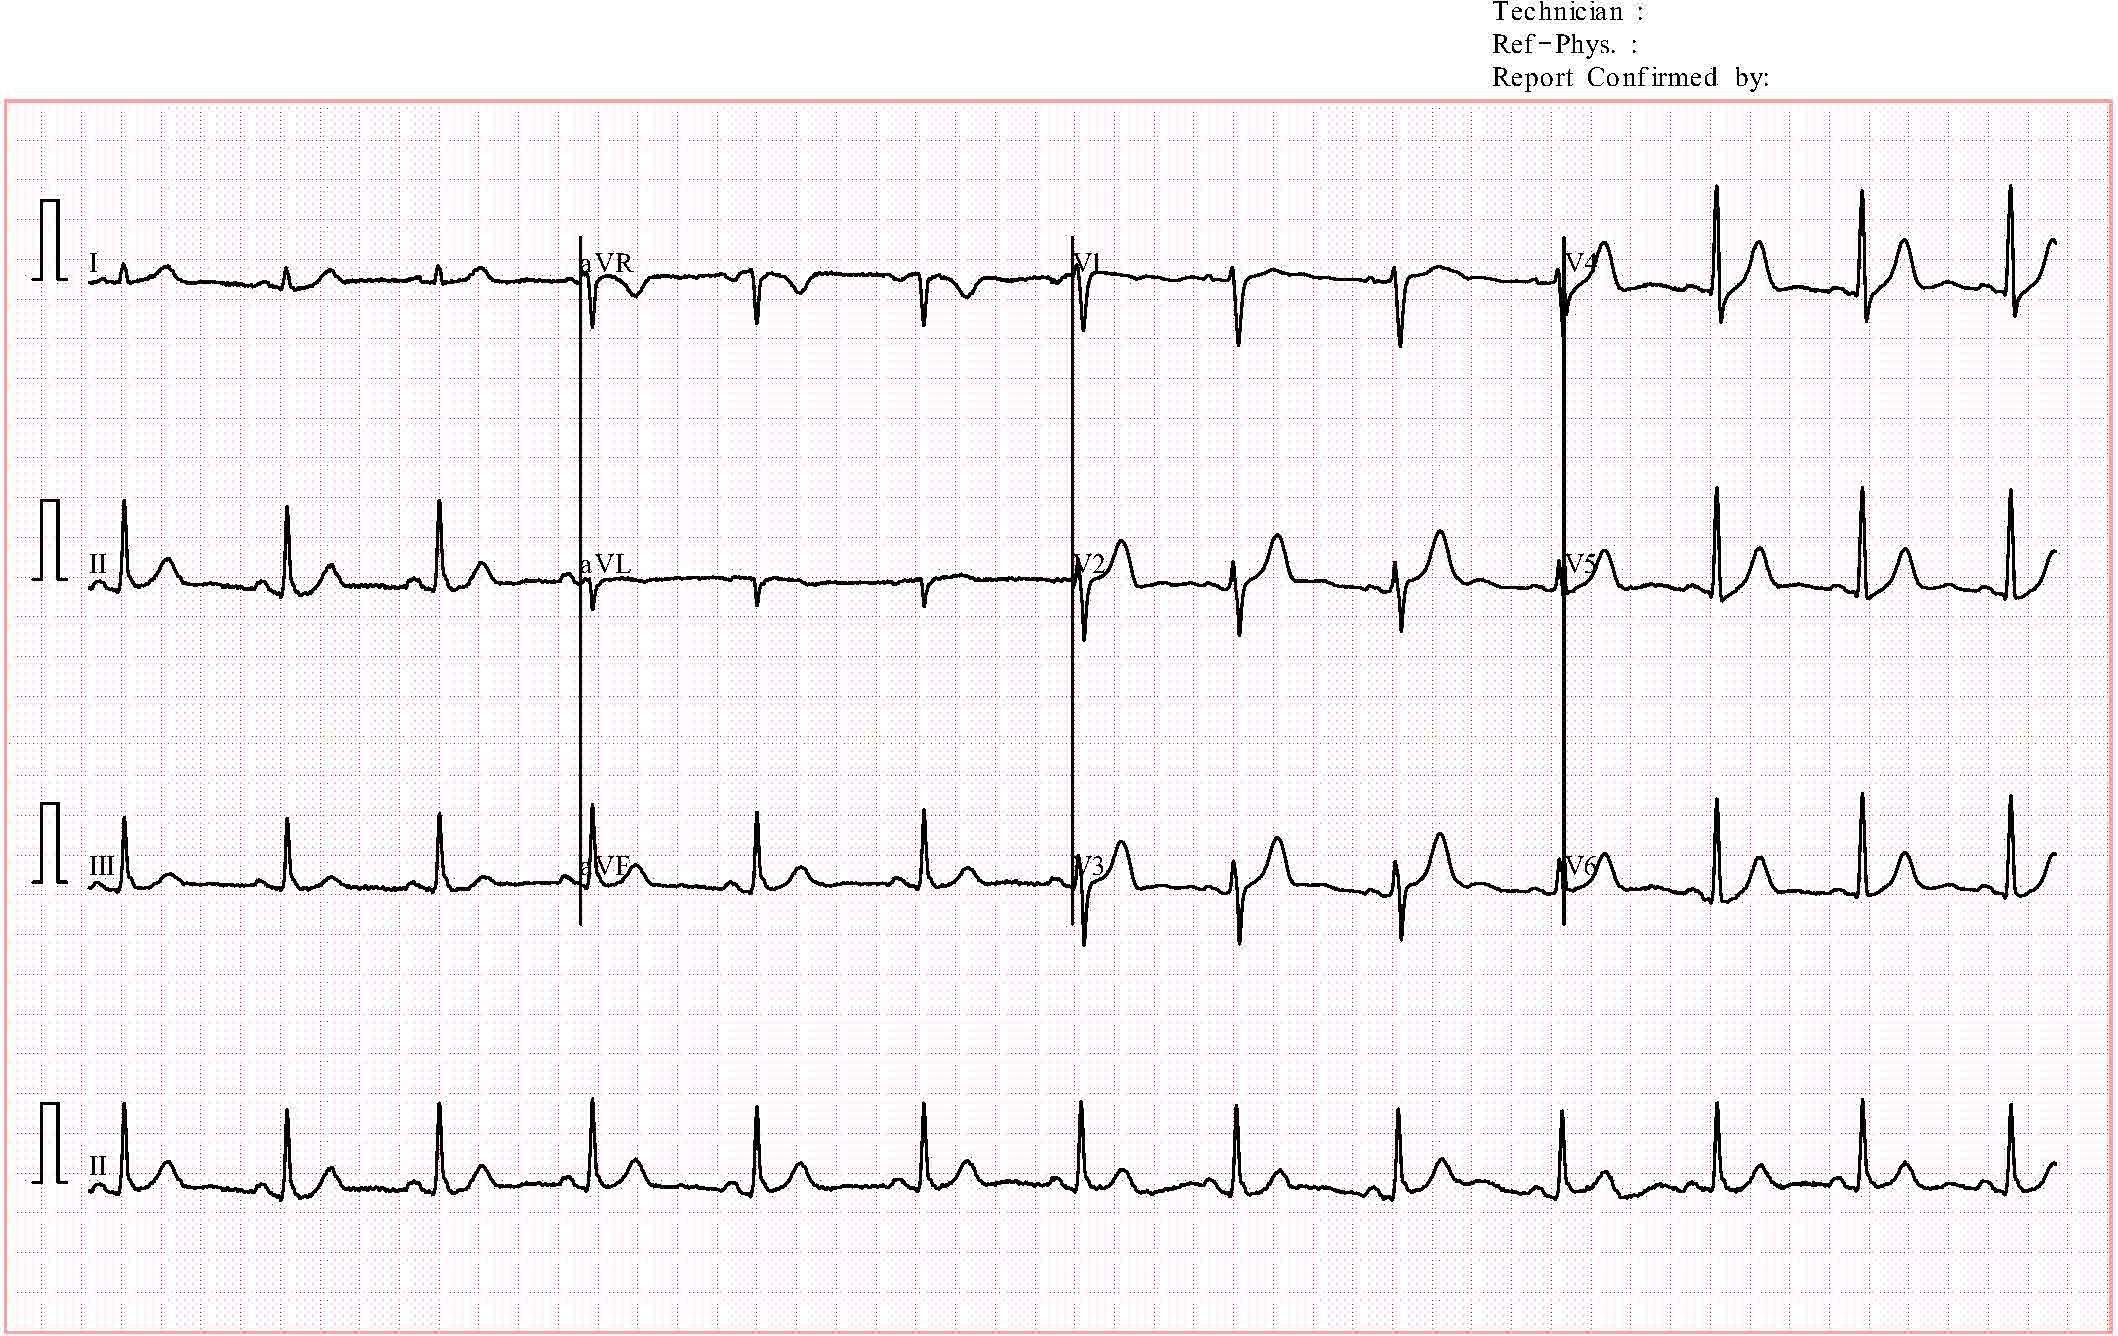 Technician :
Ref-Phys. :
Report Confirmed by:
I aVR V1 V4
II aVL V2 V5
III aVF V3 V6
II